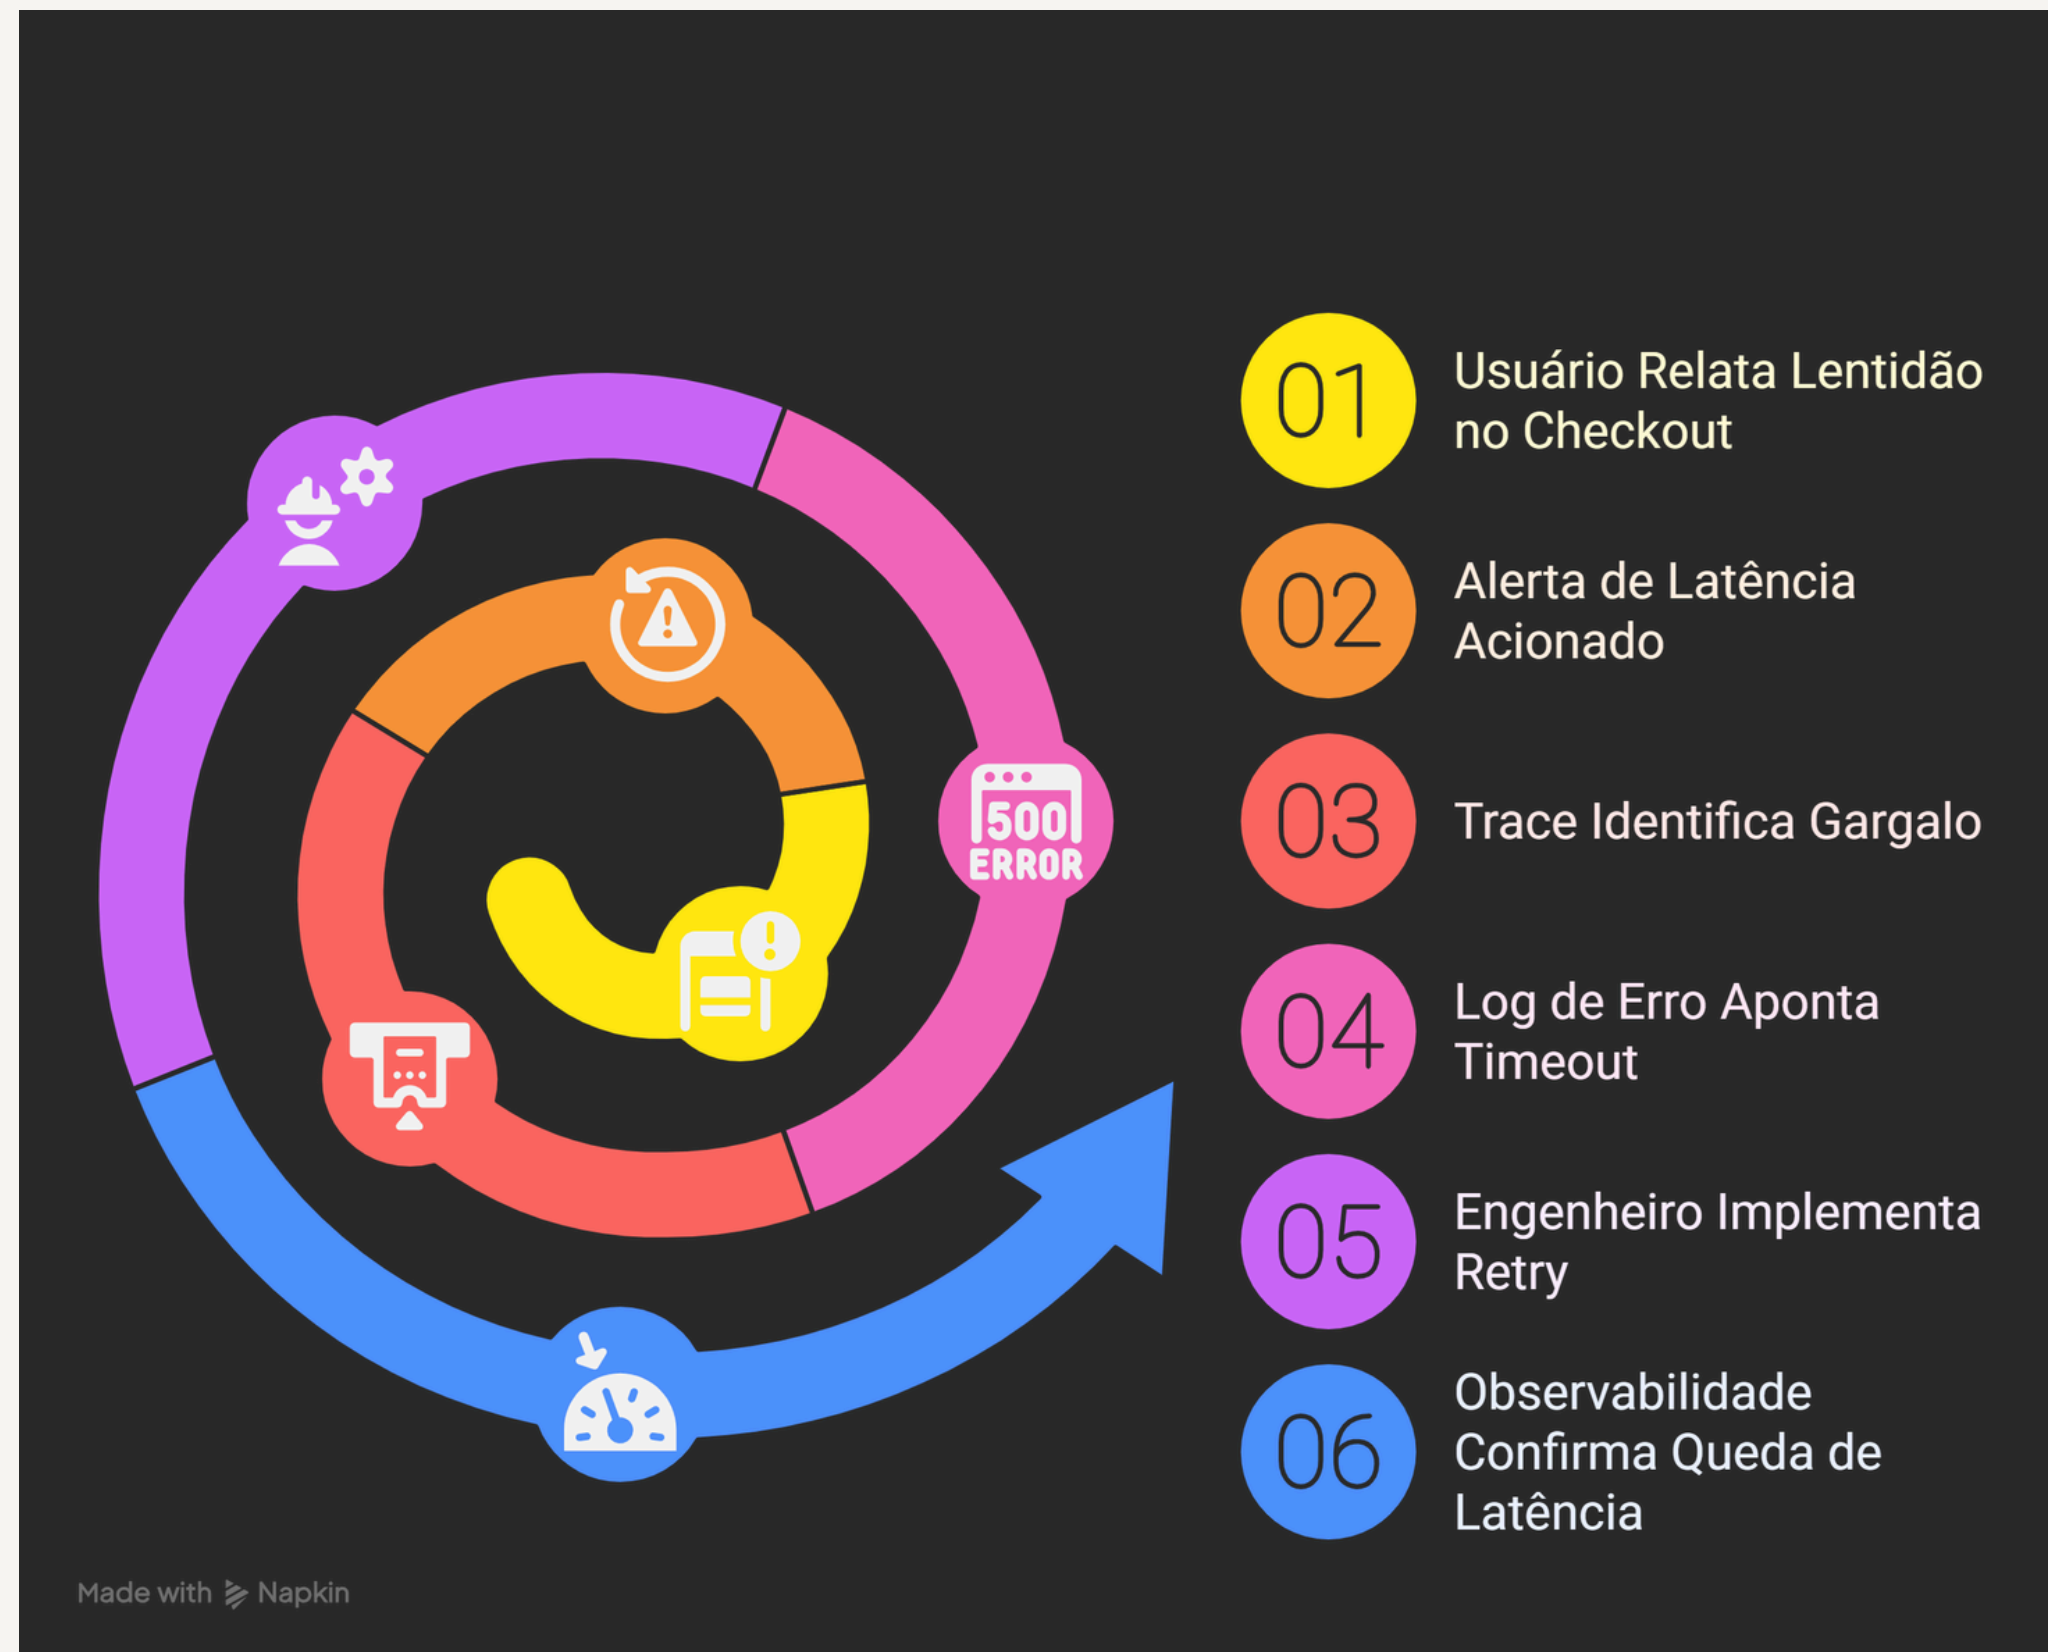 01
Usuário Relata Lentidão
no Checkout
02
Alerta de Latência
Acionado
03
Trace Identifica Gargalo
500
ERROR
04
Log de Erro Aponta
Timeout
05
Engenheiro Implementa
Retry
06
Observabilidade
Confirma Queda de
Latência
Made with Napkin